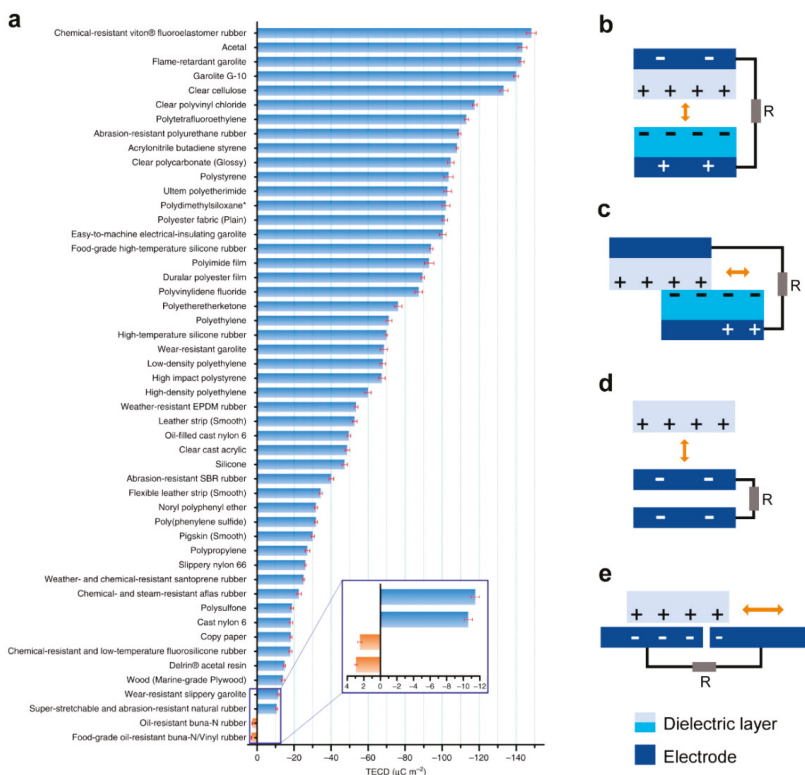 a
Chemical-resistant viton® fluoroelastomer rubber
Acetal
Flame-retardant garolite
Garolite G-10
Clear cellulose
Clear polyvinyl chloride
Polytetrafluoroethylene
Abrasion-resistant polyurethane rubber
Acrylonitrile butadiene styrene
Clear polycarbonate (Glossy)
Polystyrene
Ultem polyetherimide
Polydimethylsiloxane*
Polyester fabric (Plain)
Easy-to-machine electrical-insulating garolite
Food-grade high-temperature silicone rubber
Polyimide film
Duralar polyester film
Polyvinylidene fluoride
Polyetheretherketone
Polyethylene
High-temperature silicone rubber
Wear-resistant garolite
Low-density polyethylene
High impact polystyrene
High-density polyethylene
Weather-resistant EPDM rubber
Leather strip (Smooth)
Oil-filled cast nylon 6
Clear cast acrylic
Silicone
Abrasion-resistant SBR rubber
Flexible leather strip (Smooth)
Noryl polyphenyl ether
Poly(phenylene sulfide)
Pigskin (Smooth)
Polypropylene
Slippery nylon 66
Weather- and chemical-resistant santoprene rubber
Chemical- and steam-resistant aflas rubber
Polysulfone
Cast nylon 6
Copy paper
Chemical-resistant and low-temperature fluorosilicone rubber
Delrin® acetal resin
Wood (Marine-grade Plywood)
Wear-resistant slippery garolite
Super-stretchable and abrasion-resistant natural rubber
Oil-resistant buna-N rubber
Food-grade oil-resistant buna-N/Vinyl rubber
4 2 0 −2 −4 −6 −8 −10 −12
0 −20 −40 −60 −80 −100 −120 −140
TECD (μC m−2)
b
- -
+ + + +
R
- - - -
+ +
c
+ + + +
R
- - - -
+ +
d
+ + + +
- -
R
- -
e
+ + + +
- - - -
R
Dielectric layer
Electrode